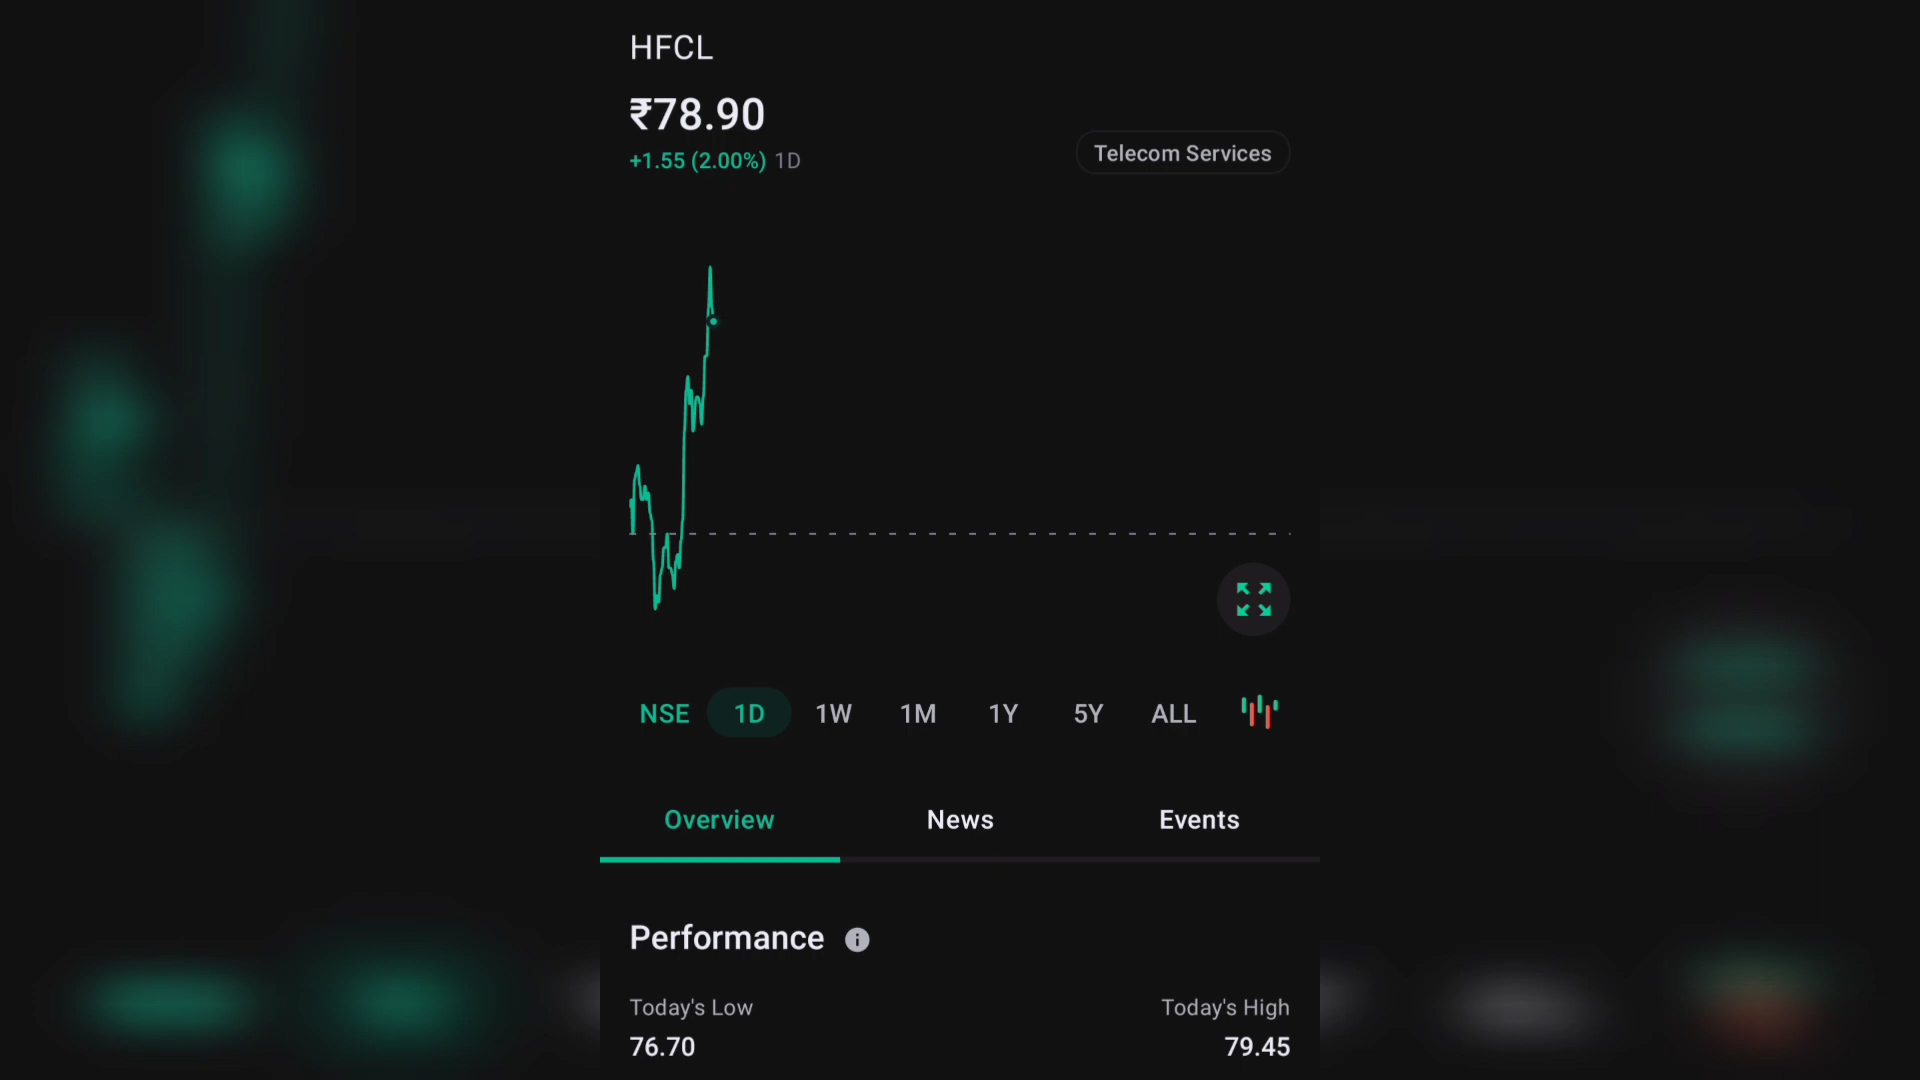 HFCL
₹78.90
+1.55 (2.00%) 1D
Telecom Services
NSE 1D 1W 1M 1Y 5Y ALL
Overview News Events
Performance
Today's Low Today's High
76.70 79.45